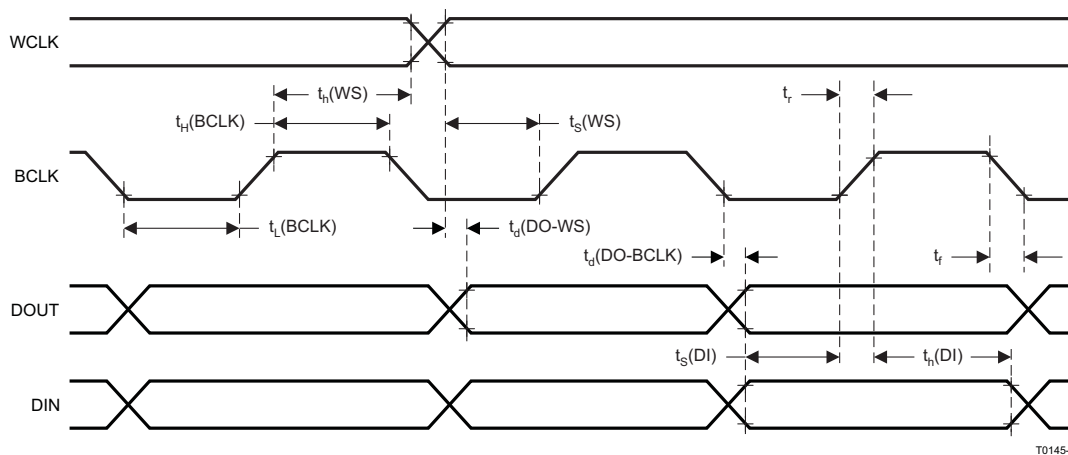 WCLK
th(WS)
tr
tH(BCLK)
tS(WS)
BCLK
tL(BCLK)
td(DO-WS)
td(DO-BCLK)
tf
DOUT
tS(DI)
th(DI)
DIN
T0145-